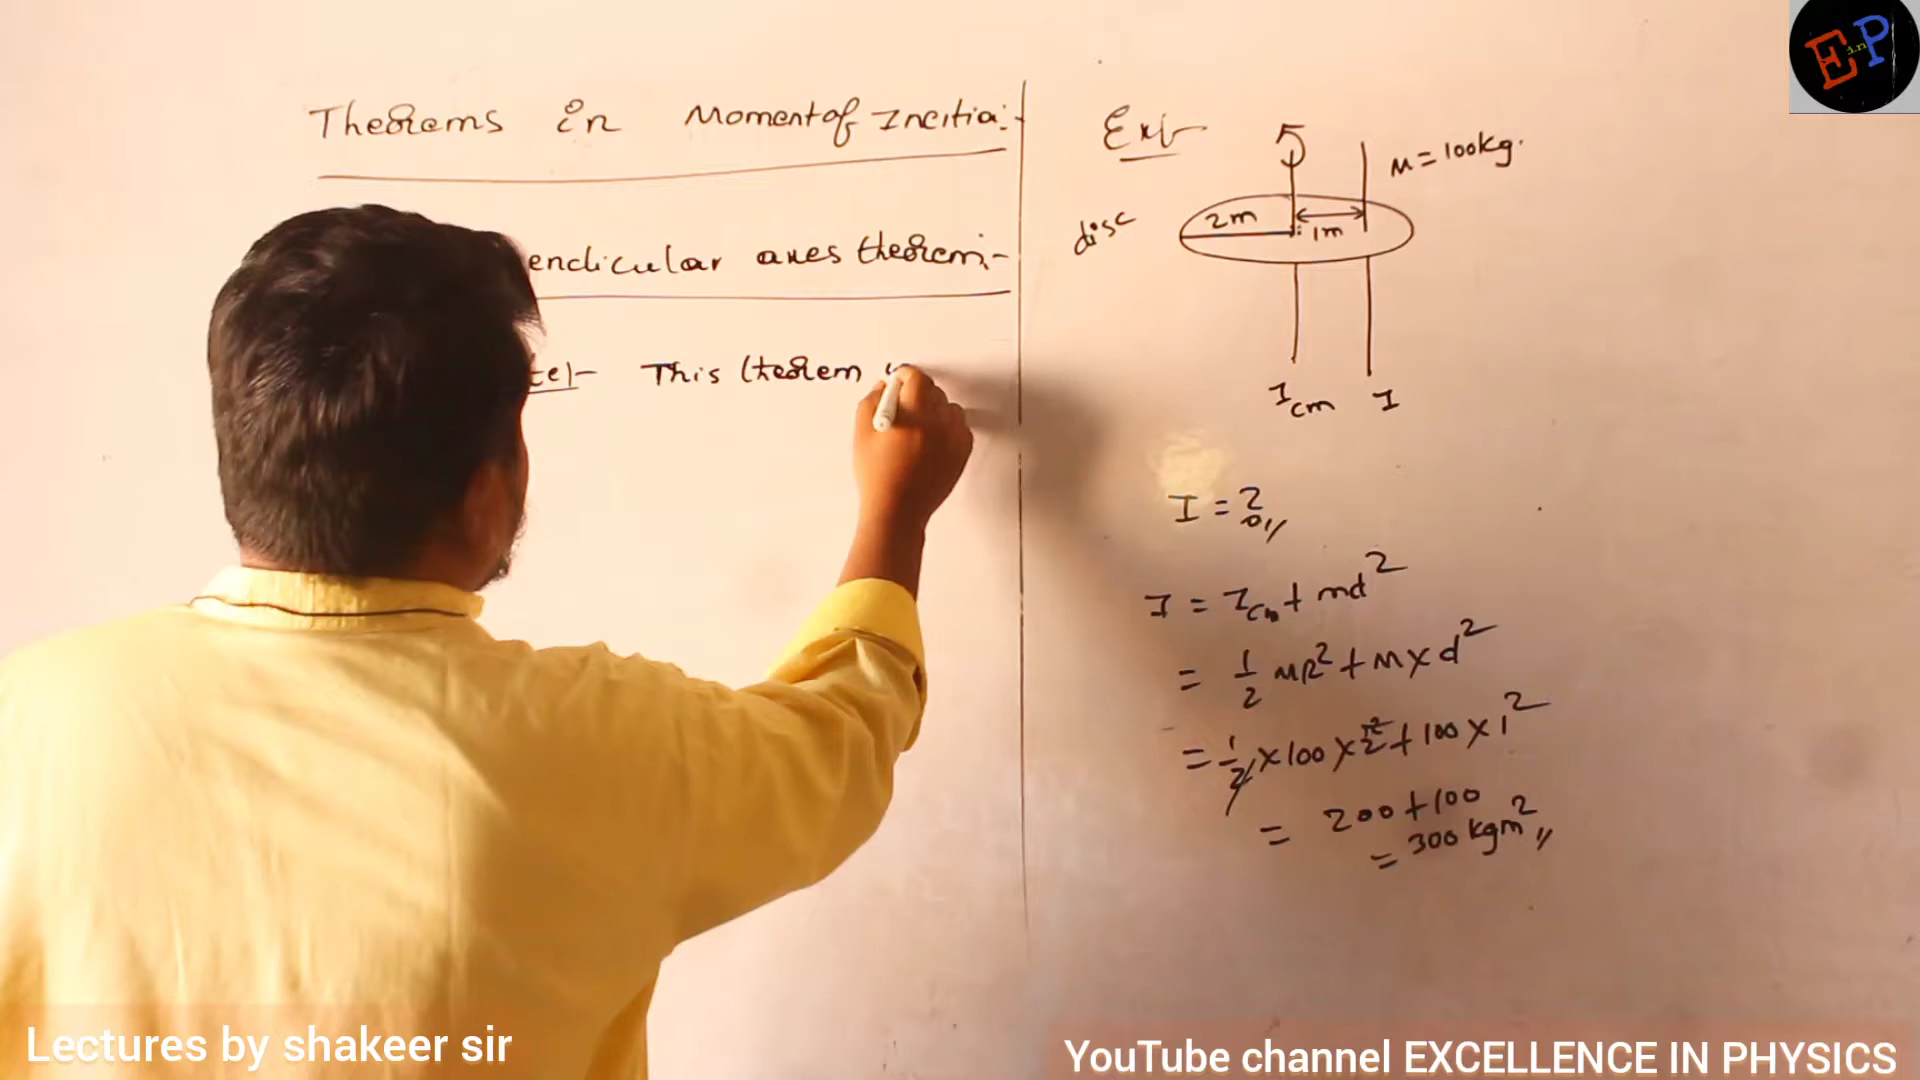 Theorems in Moment of Inertia:-
endicular axes theorem:-
te)- This theorem
Ex:-
M = 100kg.
disc
2m
1m
Icm I
I = ?
I = Icm + md²
= 1/2 MR² + M x d²
= 1/2 x 100 x 2² + 100 x 1²
= 200 + 100
= 300 kgm²
E in P
Lectures by shakeer sir
YouTube channel EXCELLENCE IN PHYSICS